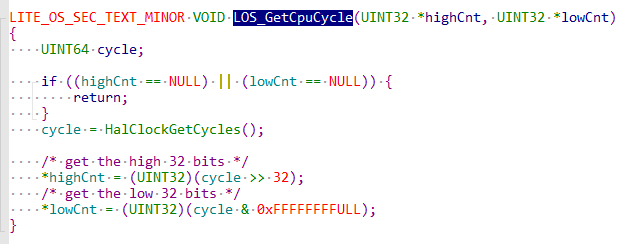 LITE_OS_SEC_TEXT_MINOR VOID LOS_GetCpuCycle(UINT32 *highCnt, UINT32 *lowCnt)
{
    UINT64 cycle;

    if ((highCnt == NULL) || (lowCnt == NULL)) {
        return;
    }
    cycle = HalClockGetCycles();

    /* get the high 32 bits */
    *highCnt = (UINT32)(cycle >> 32);
    /* get the low 32 bits */
    *lowCnt = (UINT32)(cycle & 0xFFFFFFFFULL);
}